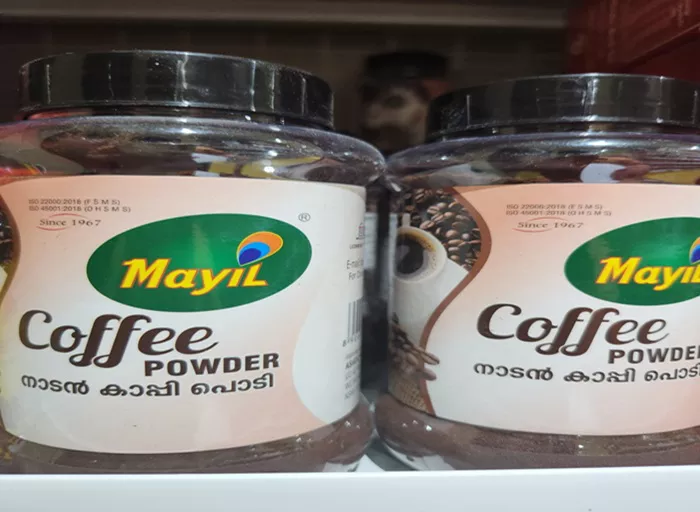 ISO 22000:2018 (F S M S)
ISO 45001:2018 (O H S M S)
Since 1967
MayiL
®
Coffee
POWDER
നാടൻ കാപ്പി പൊടി
ISO 22000:2018 (F S M S)
ISO 45001:2018 (O H S M S)
Since 1967
Mayil
Coffee
POWDER
നാടൻ കാപ്പി